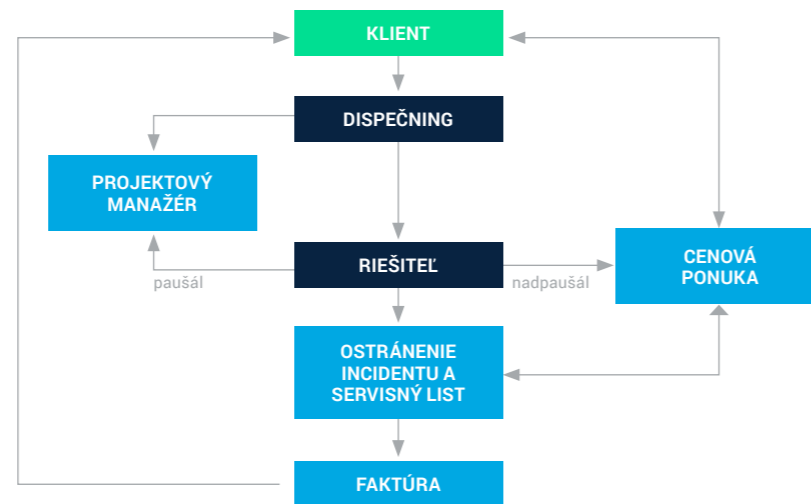 KLIENT
DISPEČNING
PROJEKTOVÝ
MANAŽÉR
RIEŠITEĽ
paušál
nadpaušál
CENOVÁ
PONUKA
OSTRÁNENIE
INCIDENTU A
SERVISNÝ LIST
FAKTÚRA